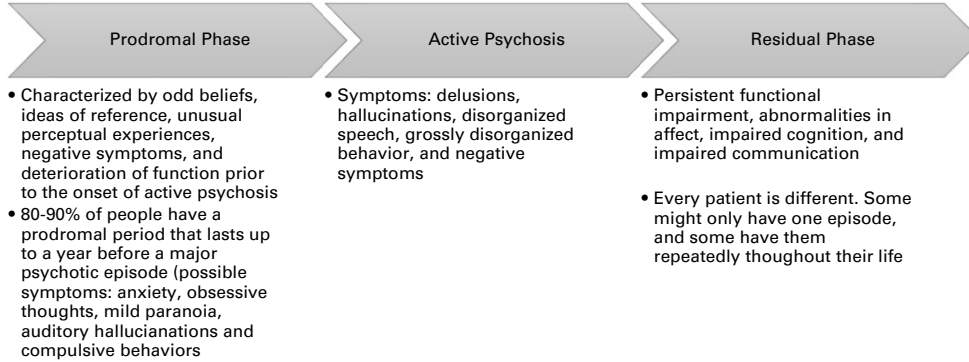 Prodromal Phase
• Characterized by odd beliefs,
ideas of reference, unusual
perceptual experiences,
negative symptoms, and
deterioration of function prior
to the onset of active psychosis
• 80-90% of people have a
prodromal period that lasts up
to a year before a major
psychotic episode (possible
symptoms: anxiety, obsessive
thoughts, mild paranoia,
auditory hallucianations and
compulsive behaviors
Active Psychosis
• Symptoms: delusions,
hallucinations, disorganized
speech, grossly disorganized
behavior, and negative
symptoms
Residual Phase
• Persistent functional
impairment, abnormalities in
affect, impaired cognition, and
impaired communication
• Every patient is different. Some
might only have one episode,
and some have them
repeatedly thoughout their life